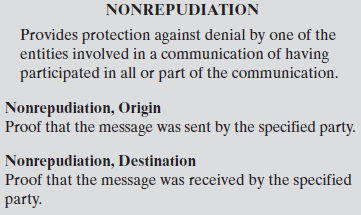 NONREPUDIATION
Provides protection against denial by one of the
entities involved in a communication of having
participated in all or part of the communication.
Nonrepudiation, Origin
Proof that the message was sent by the specified party.
Nonrepudiation, Destination
Proof that the message was received by the specified
party.